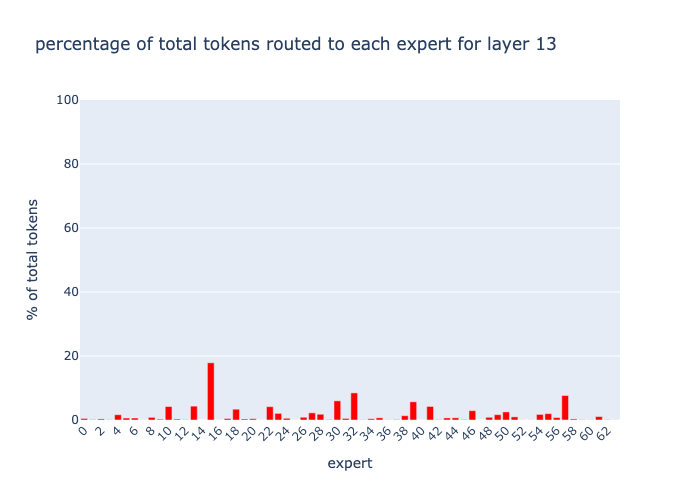 percentage of total tokens routed to each expert for layer 13
100
80
60
40
20
0
% of total tokens
0 2 4 6 8 10 12 14 16 18 20 22 24 26 28 30 32 34 36 38 40 42 44 46 48 50 52 54 56 58 60 62
expert